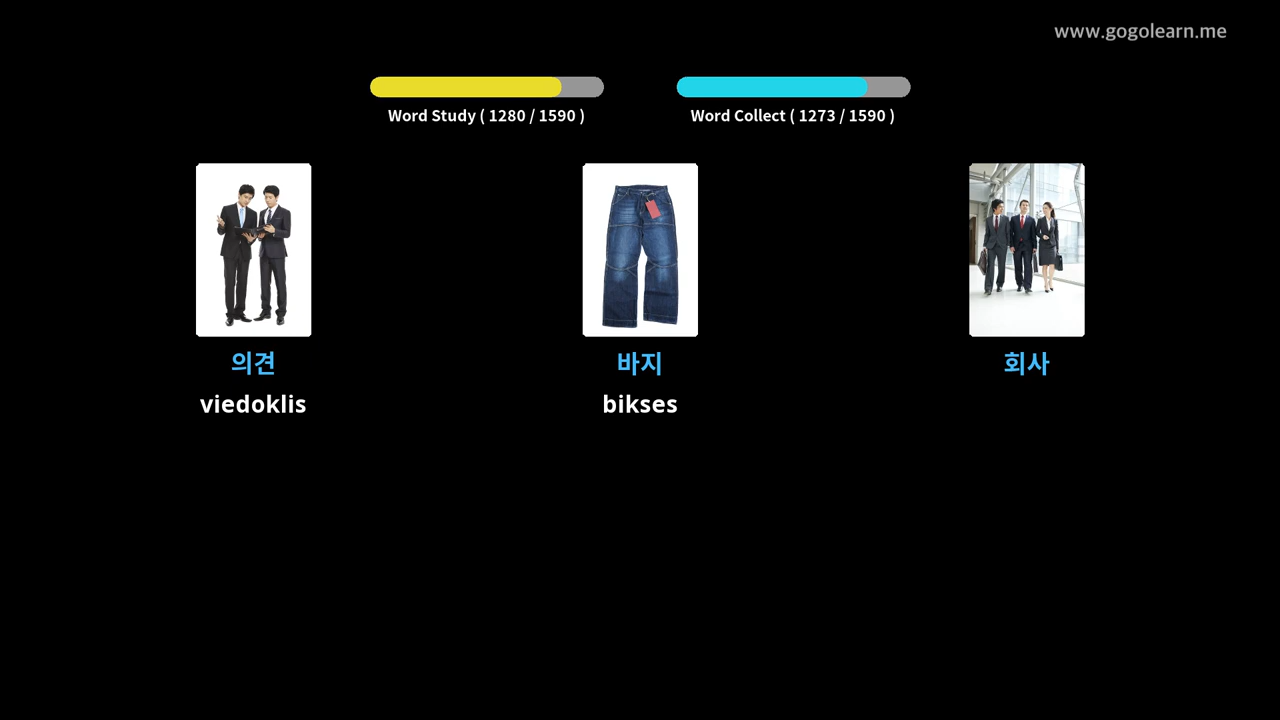 www.gogolearn.me
Word Study ( 1280 / 1590 )
Word Collect ( 1273 / 1590 )
의견
바지
회사
viedoklis
bikses